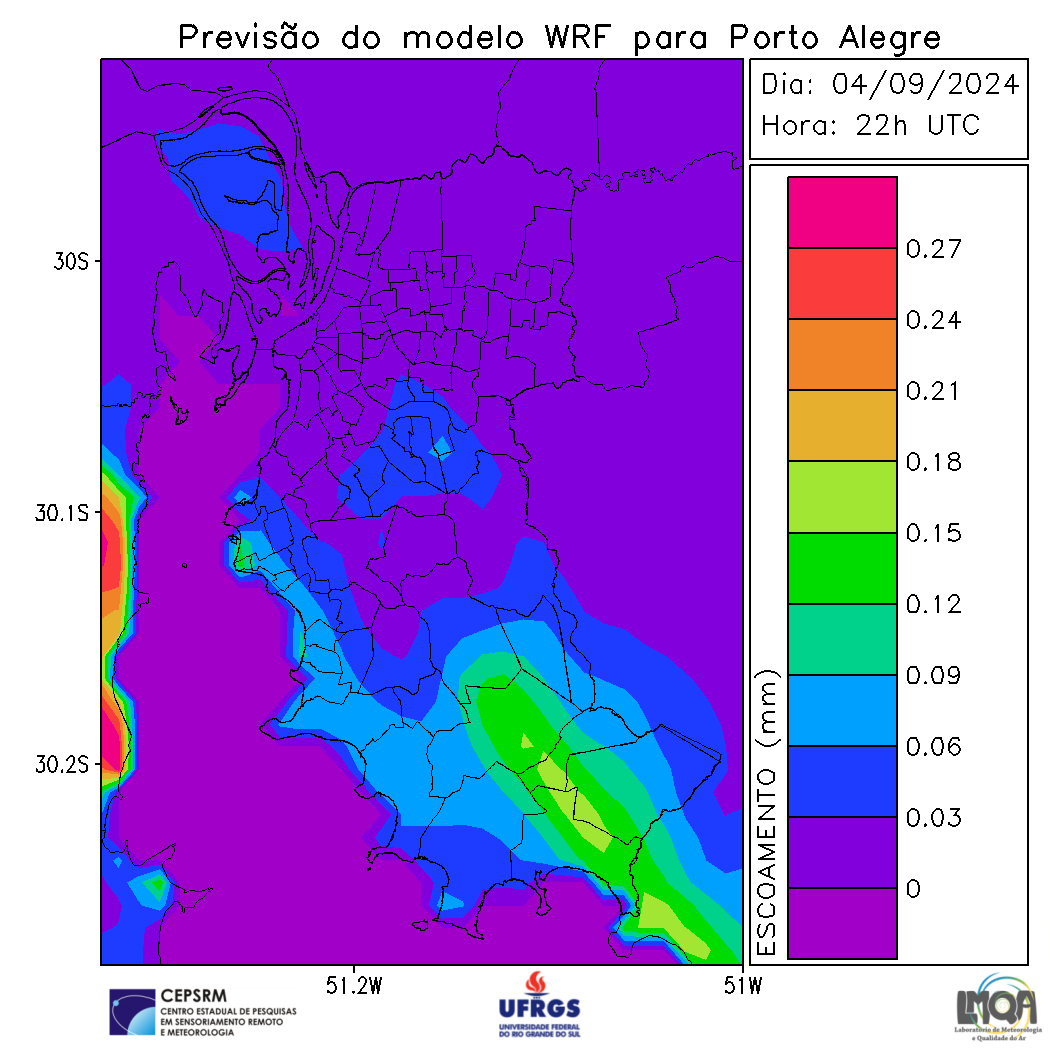 Previsão do modelo WRF para Porto Alegre
Dia: 04/09/2024
Hora: 22h UTC
30S
30.1S
30.2S
51.2W
51W
ESCOAMENTO (mm)
0.27
0.24
0.21
0.18
0.15
0.12
0.09
0.06
0.03
0
CEPSRM
CENTRO ESTADUAL DE PESQUISAS
EM SENSORIAMENTO REMOTO
E METEOROLOGIA
UFRGS
UNIVERSIDADE FEDERAL
DO RIO GRANDE DO SUL
LMQA
Laboratório de Meteorologia
e Qualidade do Ar